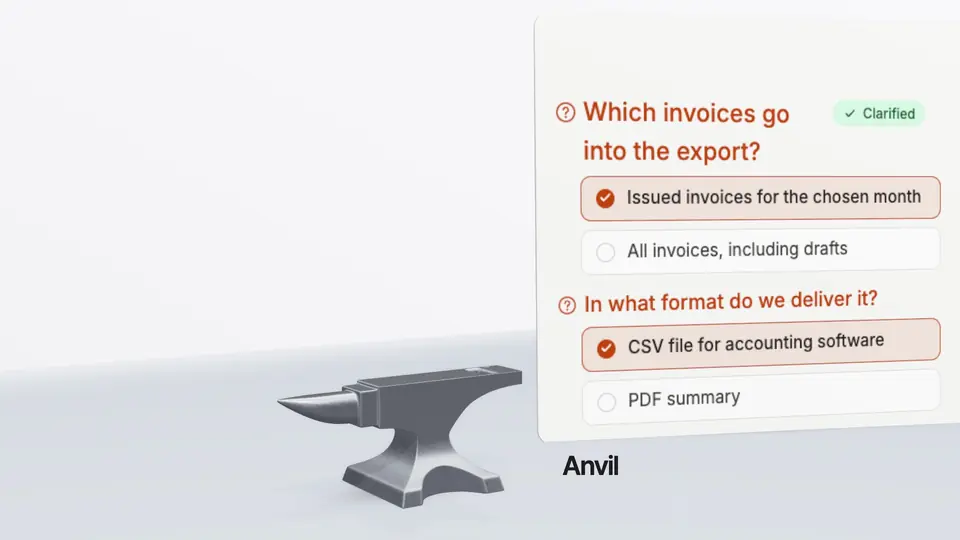 Which invoices go
into the export?
Clarified
Issued invoices for the chosen month
All invoices, including drafts
In what format do we deliver it?
CSV file for accounting software
PDF summary
Anvil